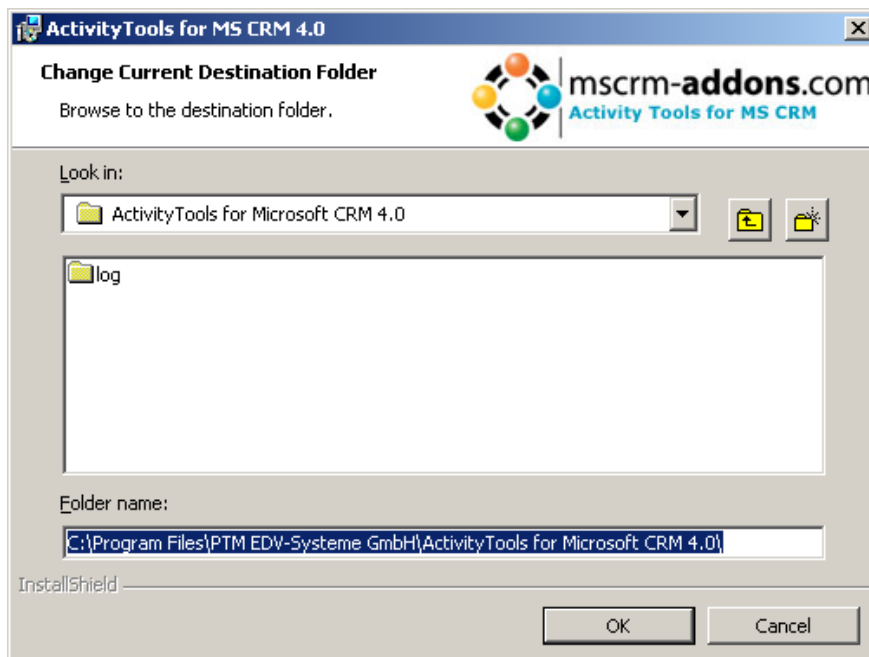 ActivityTools for MS CRM 4.0
Change Current Destination Folder
Browse to the destination folder.
mscrm-addons.com
Activity Tools for MS CRM
Look in:
ActivityTools for Microsoft CRM 4.0
log
Folder name:
C:\Program Files\PTM EDV-Systeme GmbH\ActivityTools for Microsoft CRM 4.0\
InstallShield
OK
Cancel